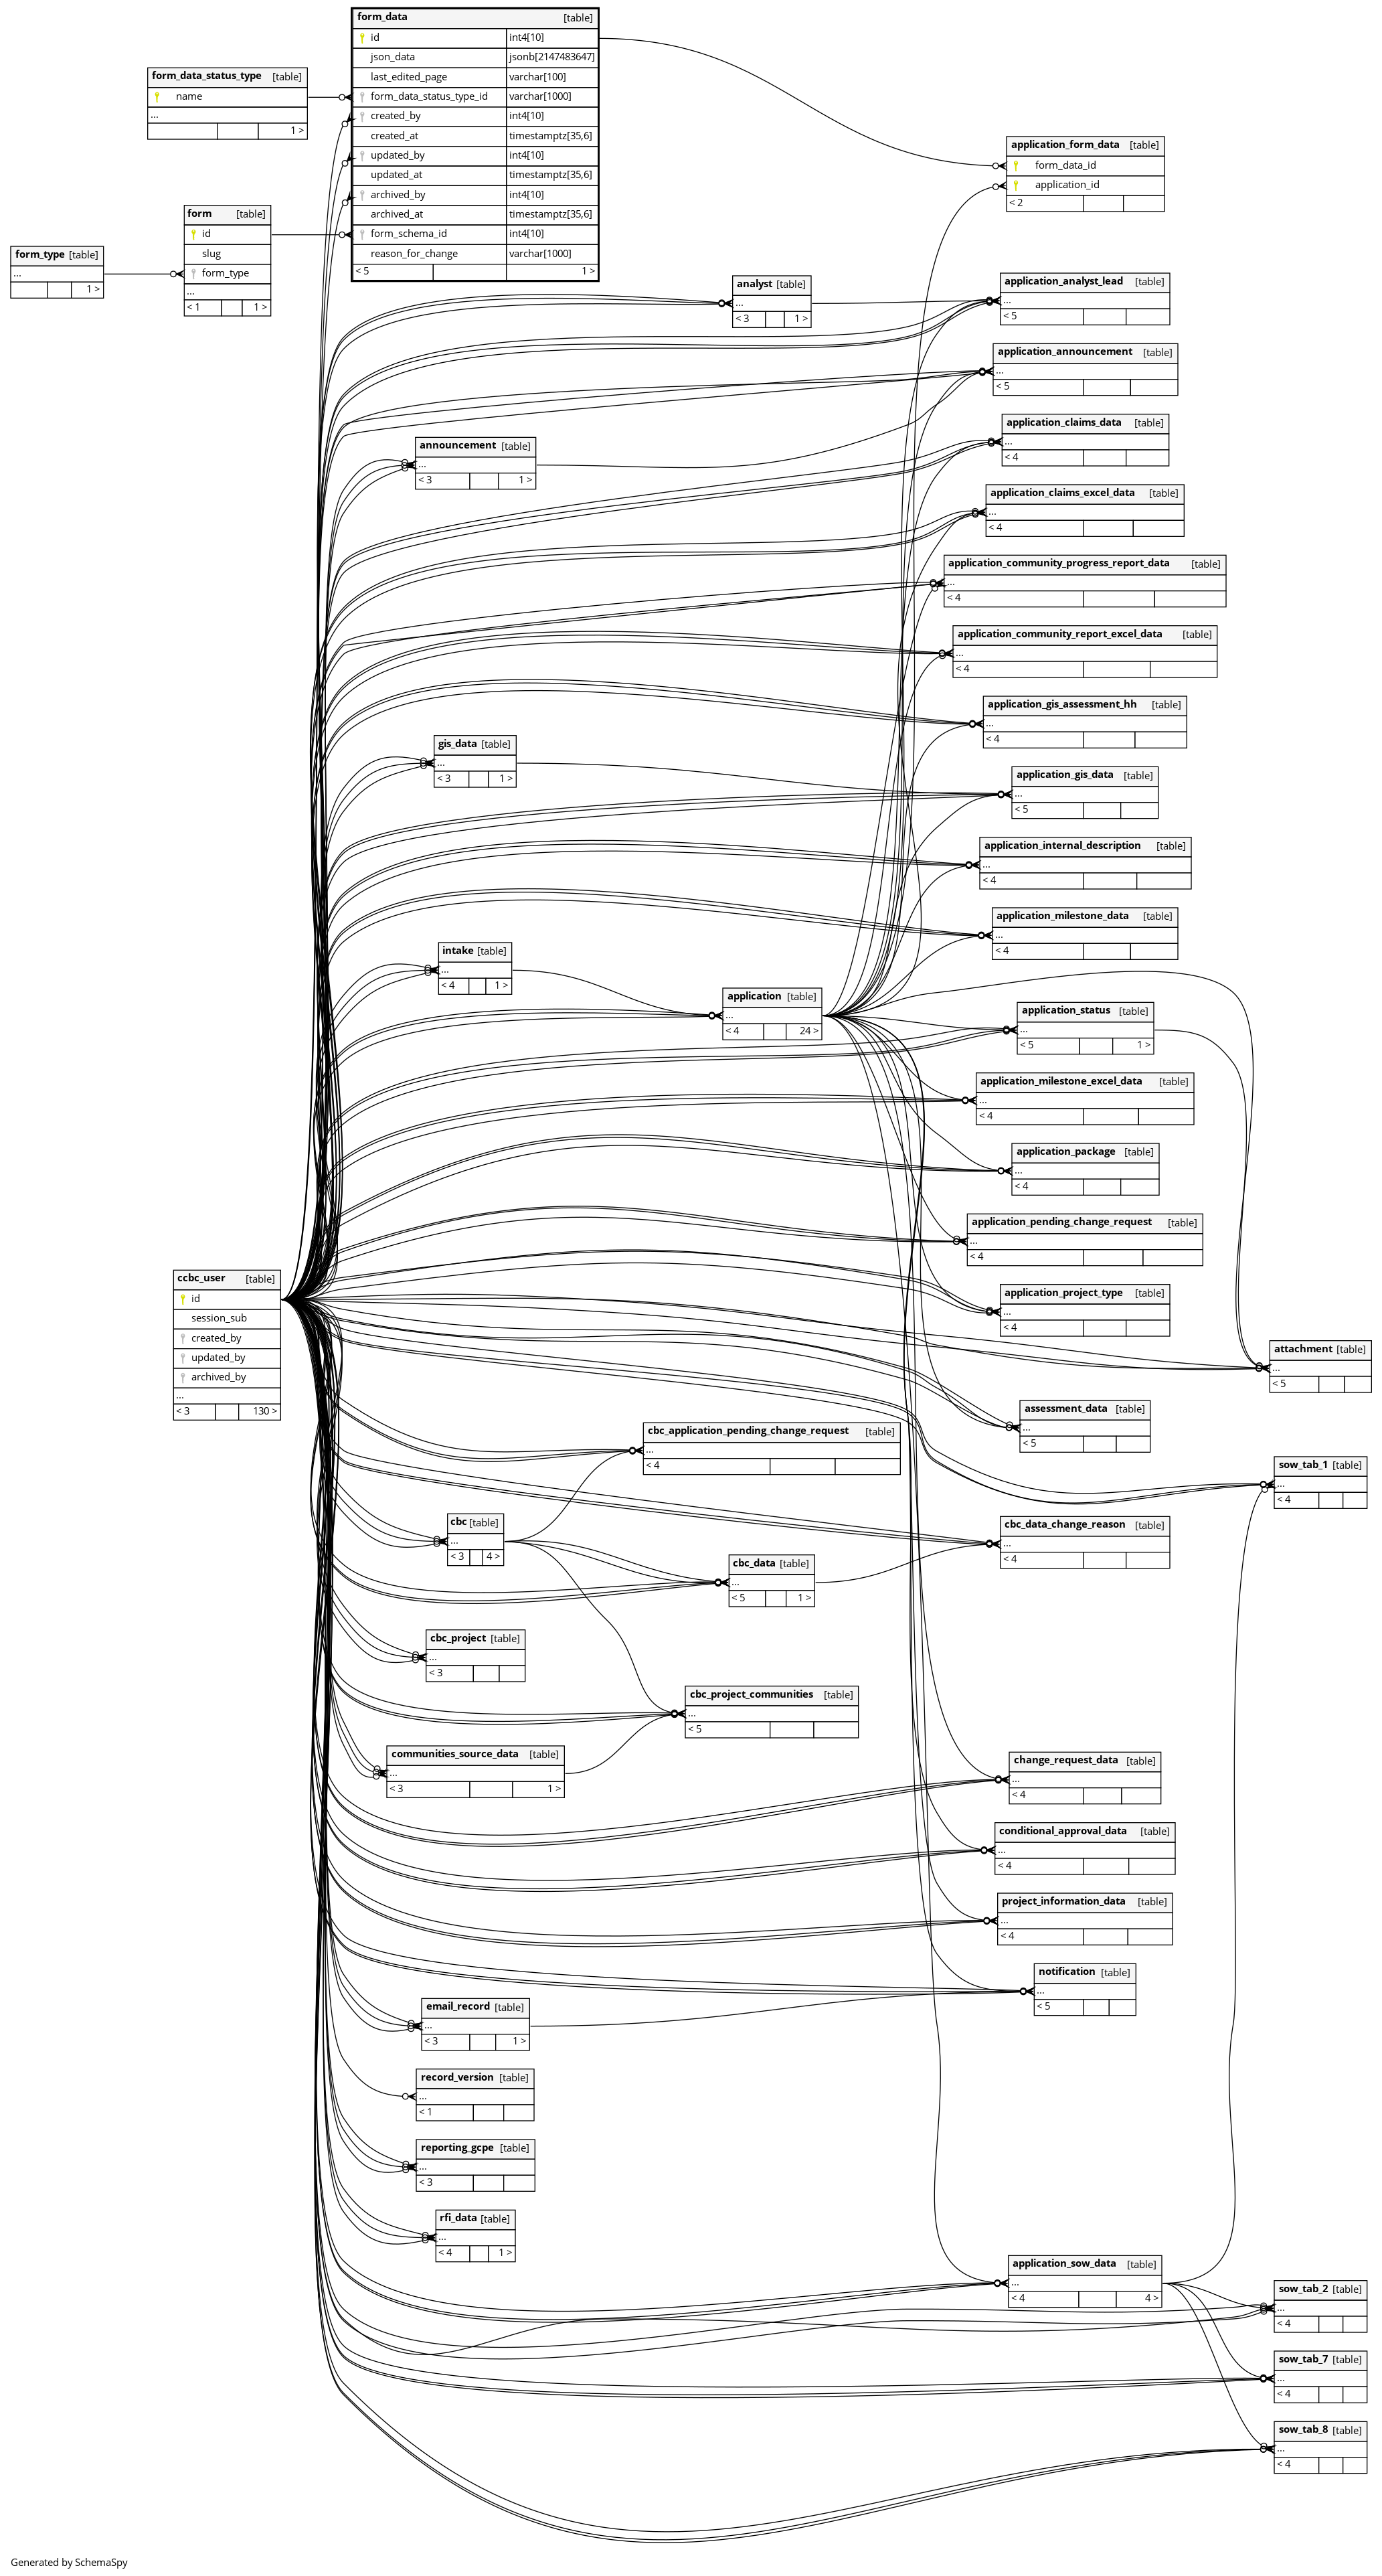 form_data [table]
id int4[10]
json_data jsonb[2147483647]
last_edited_page varchar[100]
form_data_status_type_id varchar[1000]
created_by int4[10]
created_at timestamptz[35,6]
updated_by int4[10]
updated_at timestamptz[35,6]
archived_by int4[10]
archived_at timestamptz[35,6]
form_schema_id int4[10]
reason_for_change varchar[1000]
< 5 1 >
form_data_status_type [table]
name
...
1 >
form [table]
id
slug
form_type
...
< 1 1 >
form_type [table]
...
1 >
application_form_data [table]
form_data_id
application_id
< 2
analyst [table]
...
< 3 1 >
application_analyst_lead [table]
...
< 5
application_announcement [table]
...
< 5
application_claims_data [table]
...
< 4
announcement [table]
...
< 3 1 >
application_claims_excel_data [table]
...
< 4
application_community_progress_report_data [table]
...
< 4
application_community_report_excel_data [table]
...
< 4
application_gis_assessment_hh [table]
...
< 4
gis_data [table]
...
< 3 1 >
application_gis_data [table]
...
< 5
application_internal_description [table]
...
< 4
application_milestone_data [table]
...
< 4
intake [table]
...
< 4 1 >
application [table]
...
< 4 24 >
application_status [table]
...
< 5 1 >
application_milestone_excel_data [table]
...
< 4
application_package [table]
...
< 4
application_pending_change_request [table]
...
< 4
ccbc_user [table]
id
session_sub
created_by
updated_by
archived_by
...
< 3 130 >
application_project_type [table]
...
< 4
attachment [table]
...
< 5
assessment_data [table]
...
< 5
cbc_application_pending_change_request [table]
...
< 4
sow_tab_1 [table]
...
< 4
cbc [table]
...
< 3 4 >
cbc_data_change_reason [table]
...
< 4
cbc_data [table]
...
< 5 1 >
cbc_project [table]
...
< 3
cbc_project_communities [table]
...
< 5
communities_source_data [table]
...
< 3 1 >
change_request_data [table]
...
< 4
conditional_approval_data [table]
...
< 4
project_information_data [table]
...
< 4
notification [table]
...
< 5
email_record [table]
...
< 3 1 >
record_version [table]
...
< 1
reporting_gcpe [table]
...
< 3
rfi_data [table]
...
< 4 1 >
application_sow_data [table]
...
< 4 4 >
sow_tab_2 [table]
...
< 4
sow_tab_7 [table]
...
< 4
sow_tab_8 [table]
...
< 4
Generated by SchemaSpy